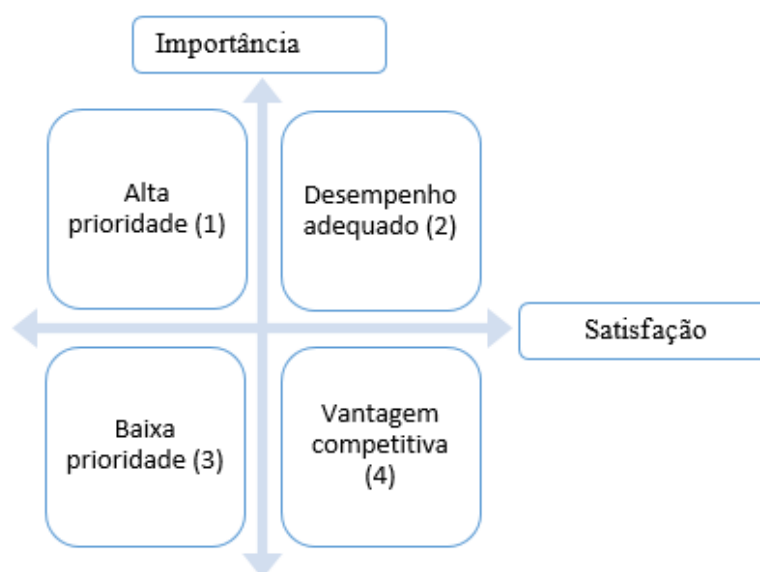 Importância
Alta
prioridade (1)
Desempenho
adequado (2)
Satisfação
Baixa
prioridade (3)
Vantagem
competitiva
(4)